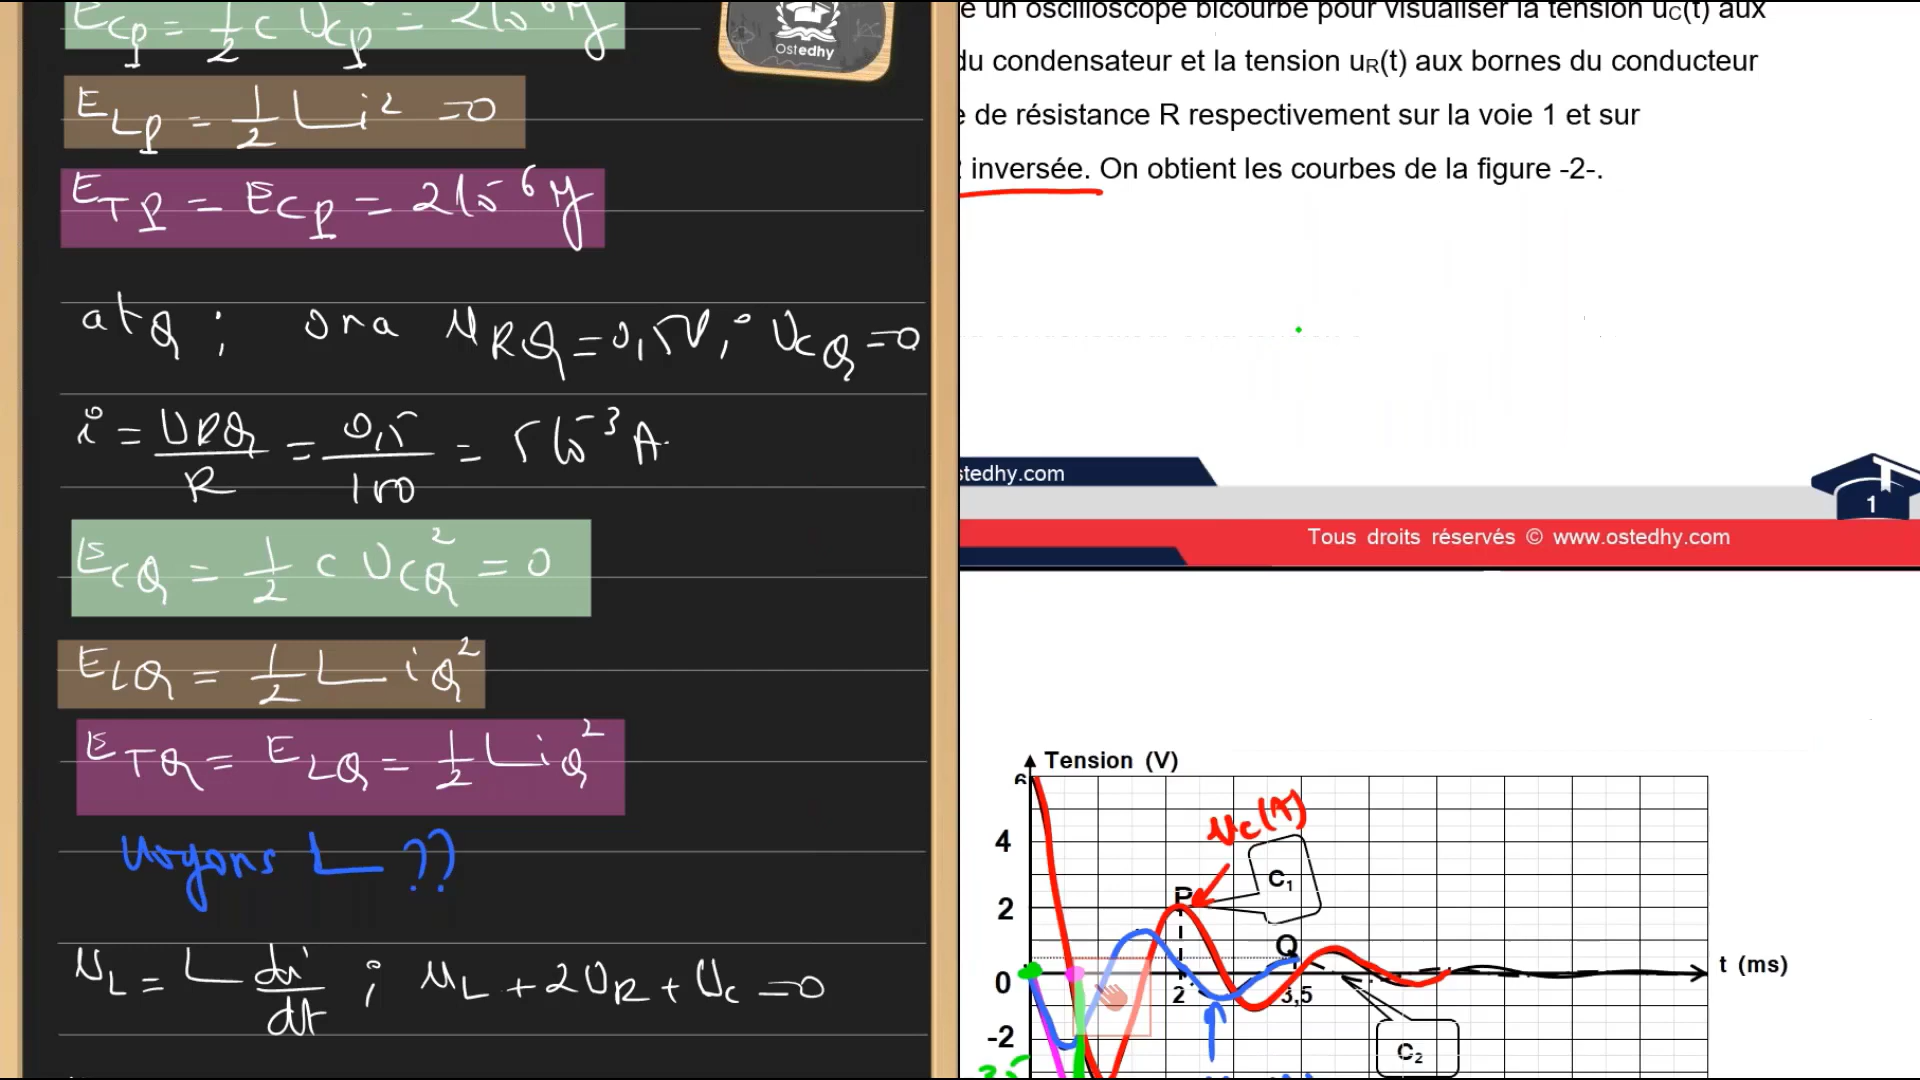 E_CP = 1/2 C U_CP² = 2 10⁻⁶ J
Ostedhy
E_LP = 1/2 L i² = 0
E_TP = E_CP = 2 10⁻⁶ J
at Q ; on a u_RQ = 0,5V ; U_CQ = 0
i = U_RQ / R = 0,5 / 100 = 5 10⁻³ A.
E_CQ = 1/2 C U_CQ² = 0
E_LQ = 1/2 L i_Q²
E_TQ = E_LQ = 1/2 L i_Q²
Voyons L ??
u_L = L di/dt ; u_L + 2U_R + U_C = 0
e un oscilloscope bicourbe pour visualiser la tension uC(t) aux
du condensateur et la tension uR(t) aux bornes du conducteur
e de résistance R respectivement sur la voie 1 et sur
inversée. On obtient les courbes de la figure -2-.
stedhy.com
1
Tous droits réservés © www.ostedhy.com
Tension (V)
6
uc(t)
4
C1
P
2
Q
0
t (ms)
2
3,5
-2
C2